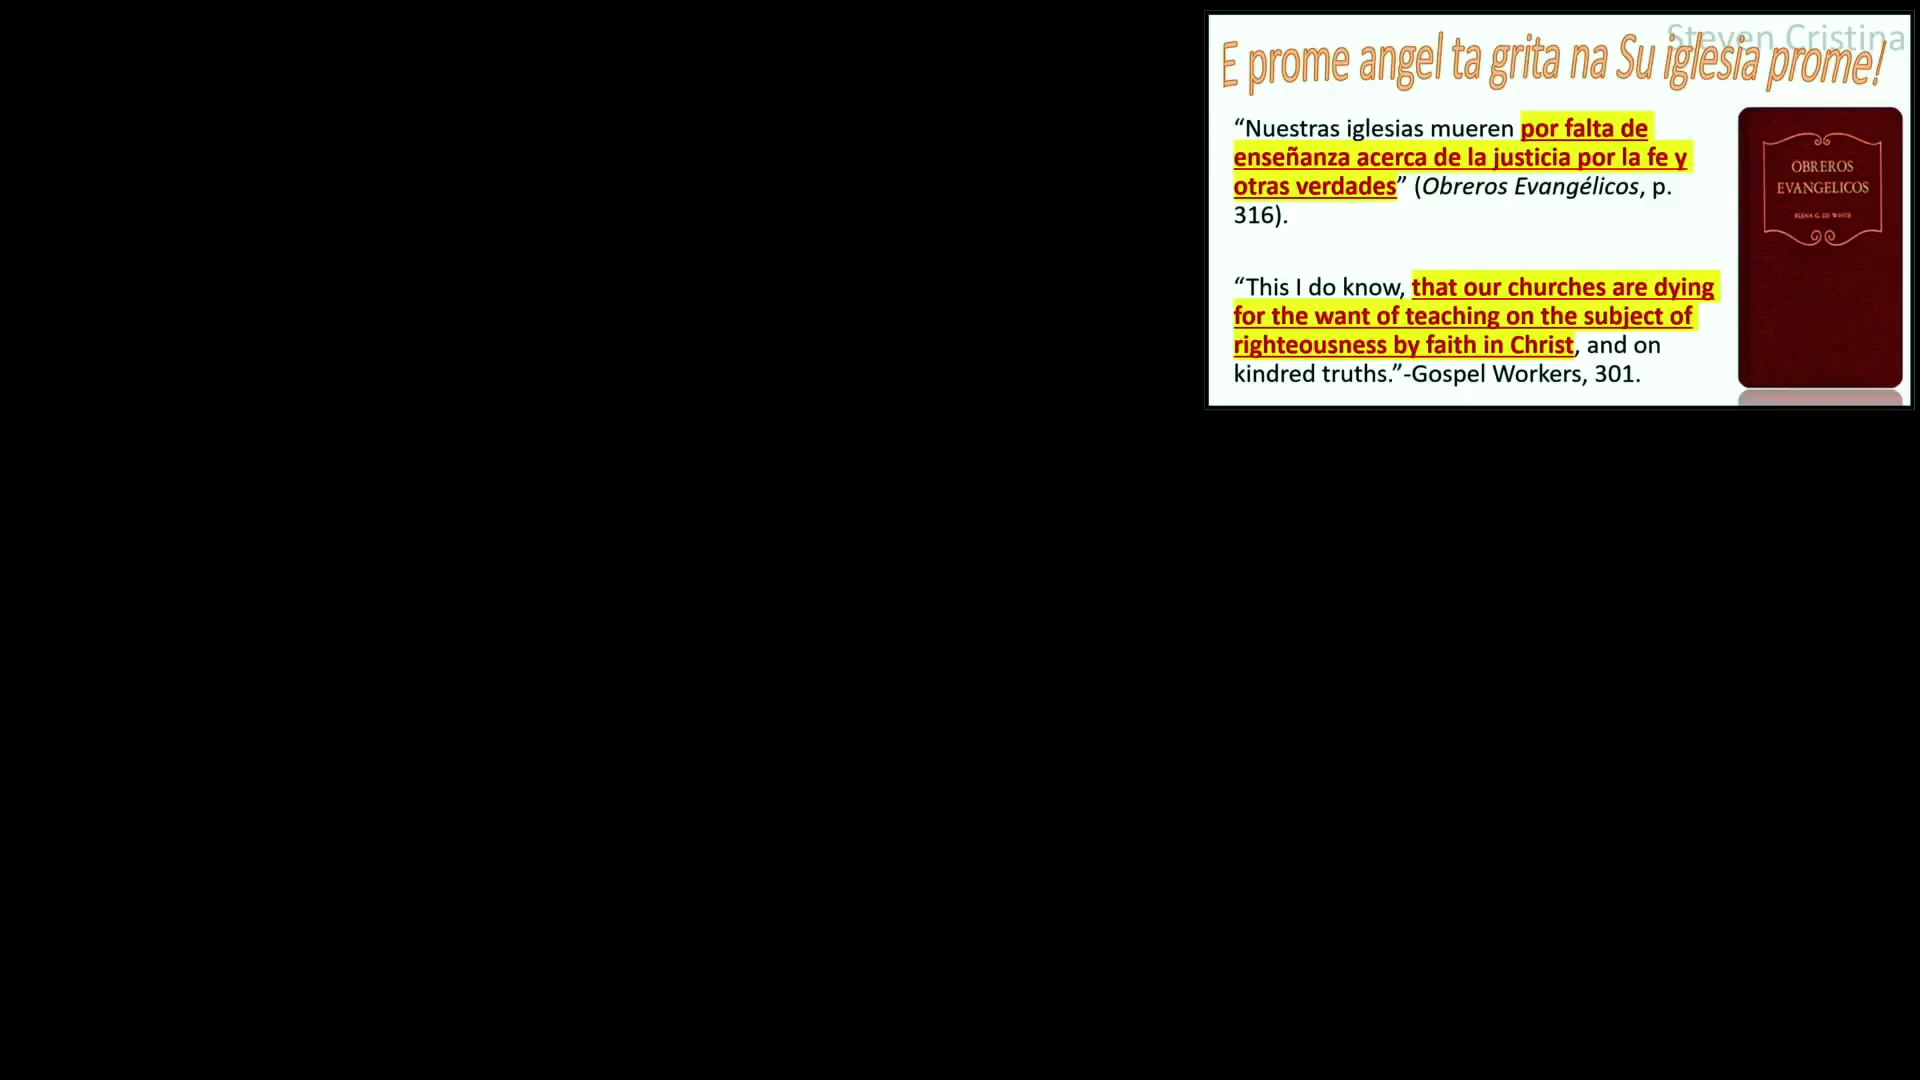 Steven Cristina
E prome angel ta grita na Su iglesia prome!
“Nuestras iglesias mueren por falta de
enseñanza acerca de la justicia por la fe y
otras verdades” (Obreros Evangélicos, p.
316).
“This I do know, that our churches are dying
for the want of teaching on the subject of
righteousness by faith in Christ, and on
kindred truths.”-Gospel Workers, 301.
OBREROS
EVANGELICOS
ELENA G. DE WHITE